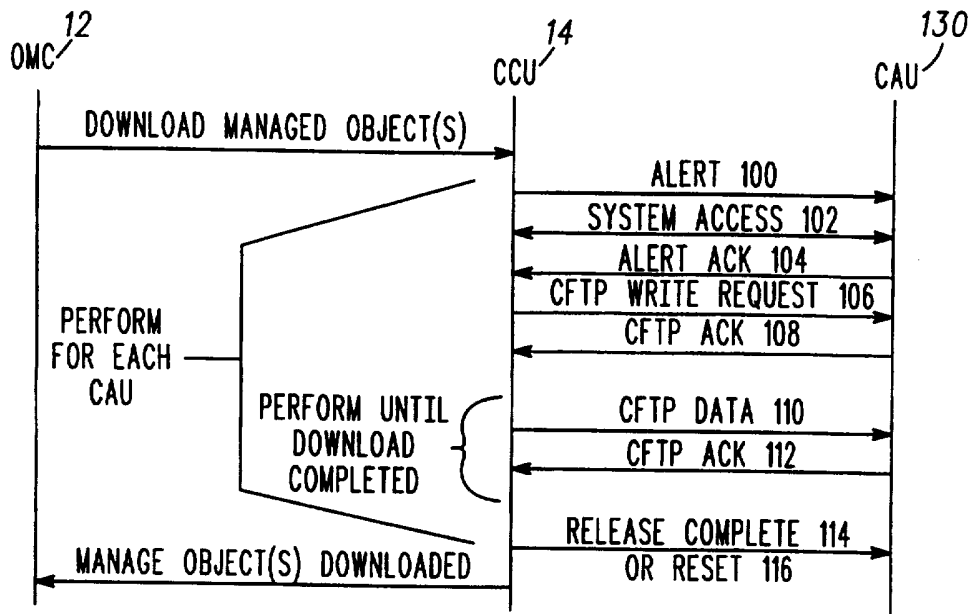 OMC 12
CCU 14
CAU 130
DOWNLOAD MANAGED OBJECT(S)
ALERT 100
SYSTEM ACCESS 102
ALERT ACK 104
CFTP WRITE REQUEST 106
CFTP ACK 108
PERFORM
FOR EACH
CAU
PERFORM UNTIL
DOWNLOAD
COMPLETED
CFTP DATA 110
CFTP ACK 112
RELEASE COMPLETE 114
OR RESET 116
MANAGE OBJECT(S) DOWNLOADED